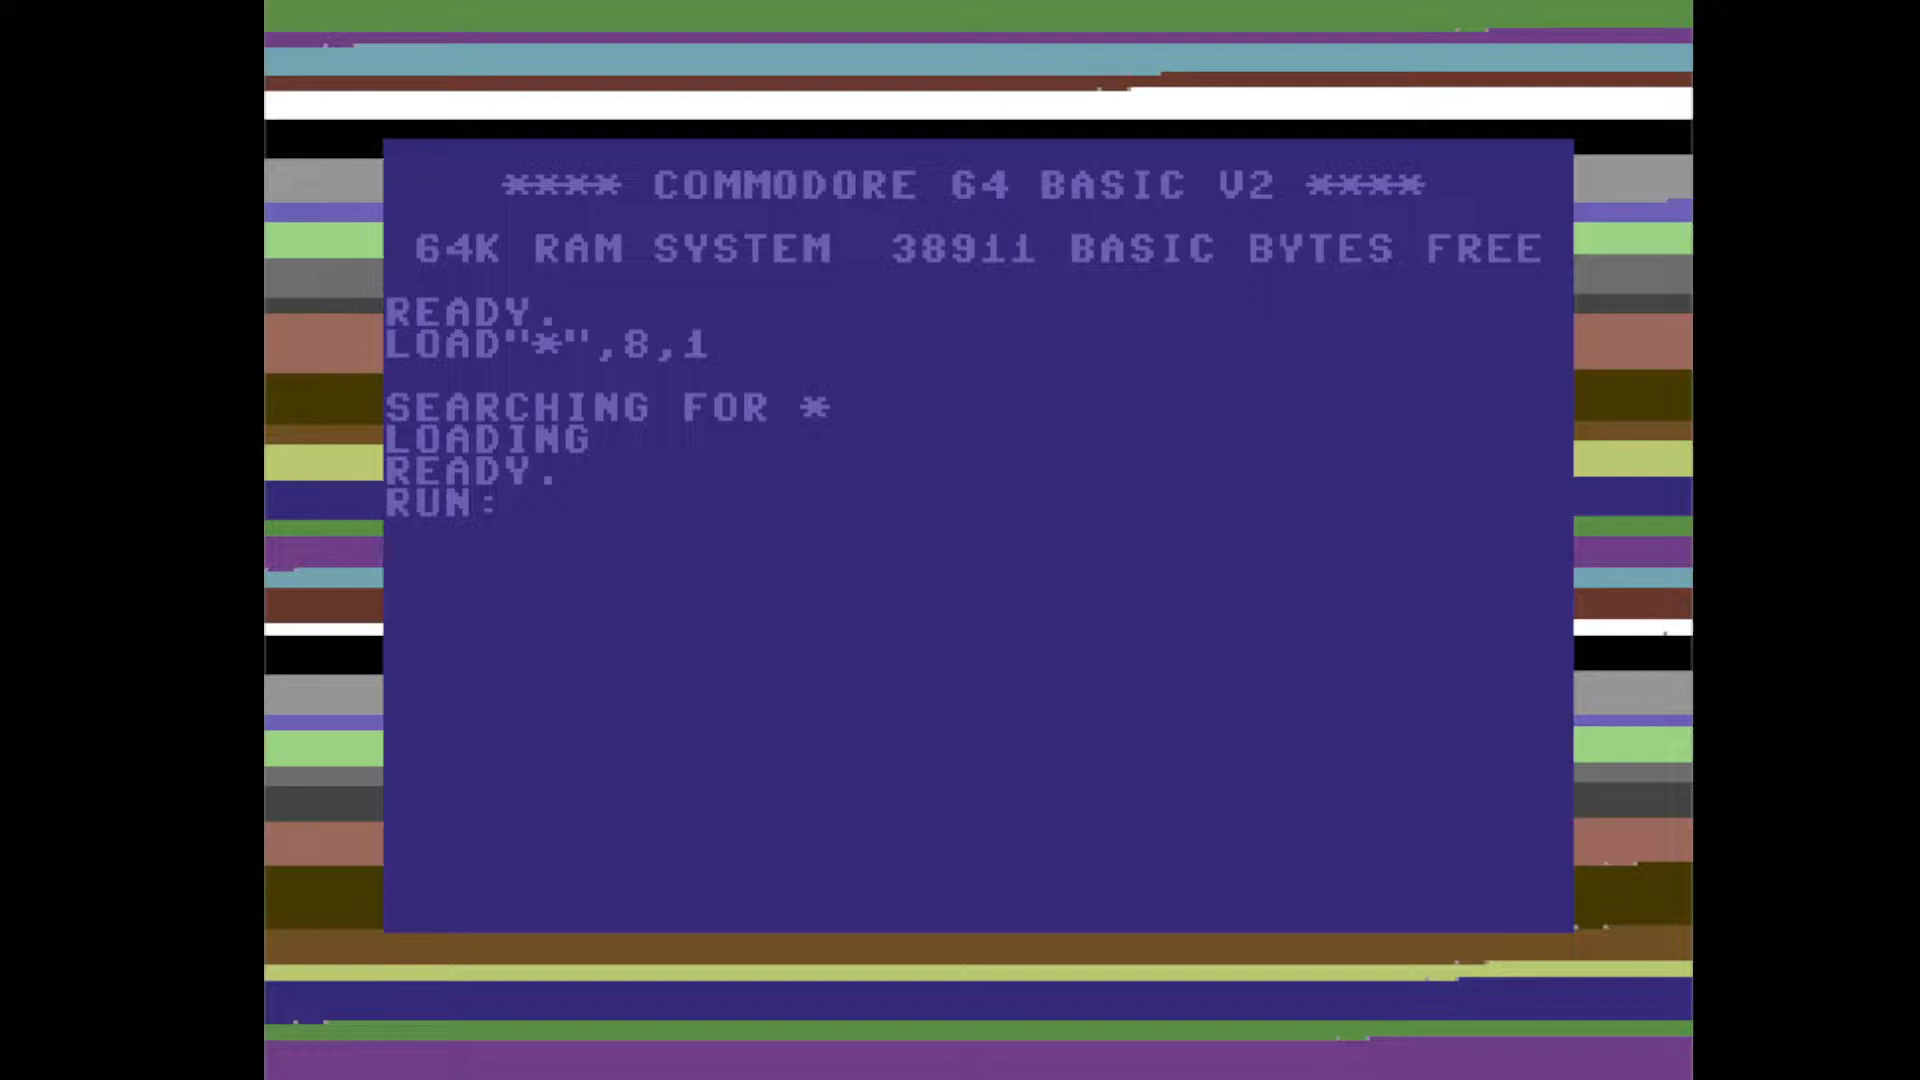 **** COMMODORE 64 BASIC V2 ****
64K RAM SYSTEM  38911 BASIC BYTES FREE
READY.
LOAD"*",8,1
SEARCHING FOR *
LOADING
READY.
RUN: